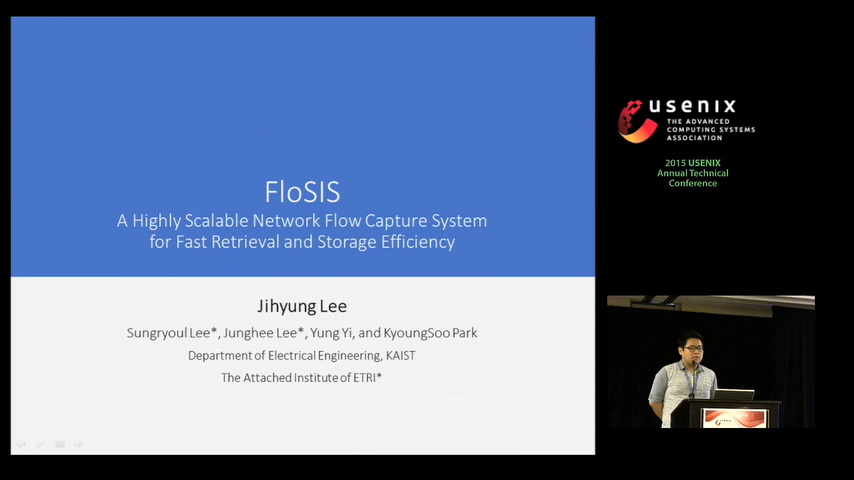 FloSIS
A Highly Scalable Network Flow Capture System
for Fast Retrieval and Storage Efficiency
Jihyung Lee
Sungryoul Lee*, Junghee Lee*, Yung Yi, and KyoungSoo Park
Department of Electrical Engineering, KAIST
The Attached Institute of ETRI*
usenix
THE ADVANCED
COMPUTING SYSTEMS
ASSOCIATION
2015 USENIX
Annual Technical
Conference